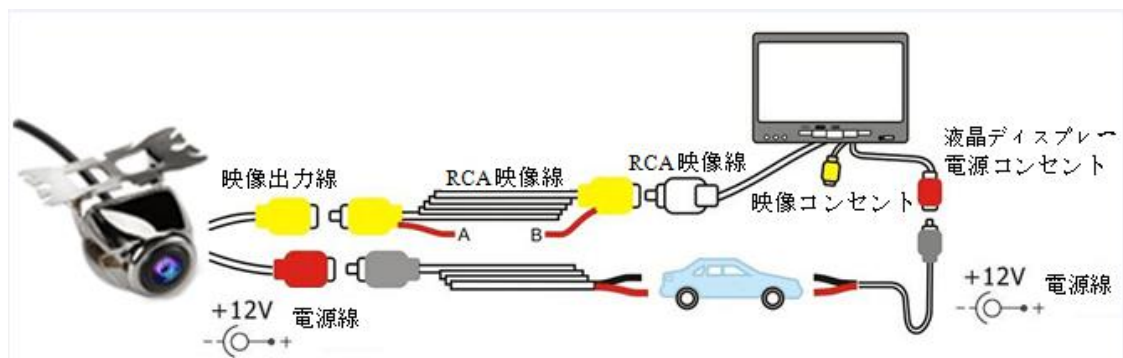 映像出力線
RCA映像線
RCA映像線
液晶ディスプレー
電源コンセント
映像コンセント
A
B
+12V
電源線
+12V
電源線